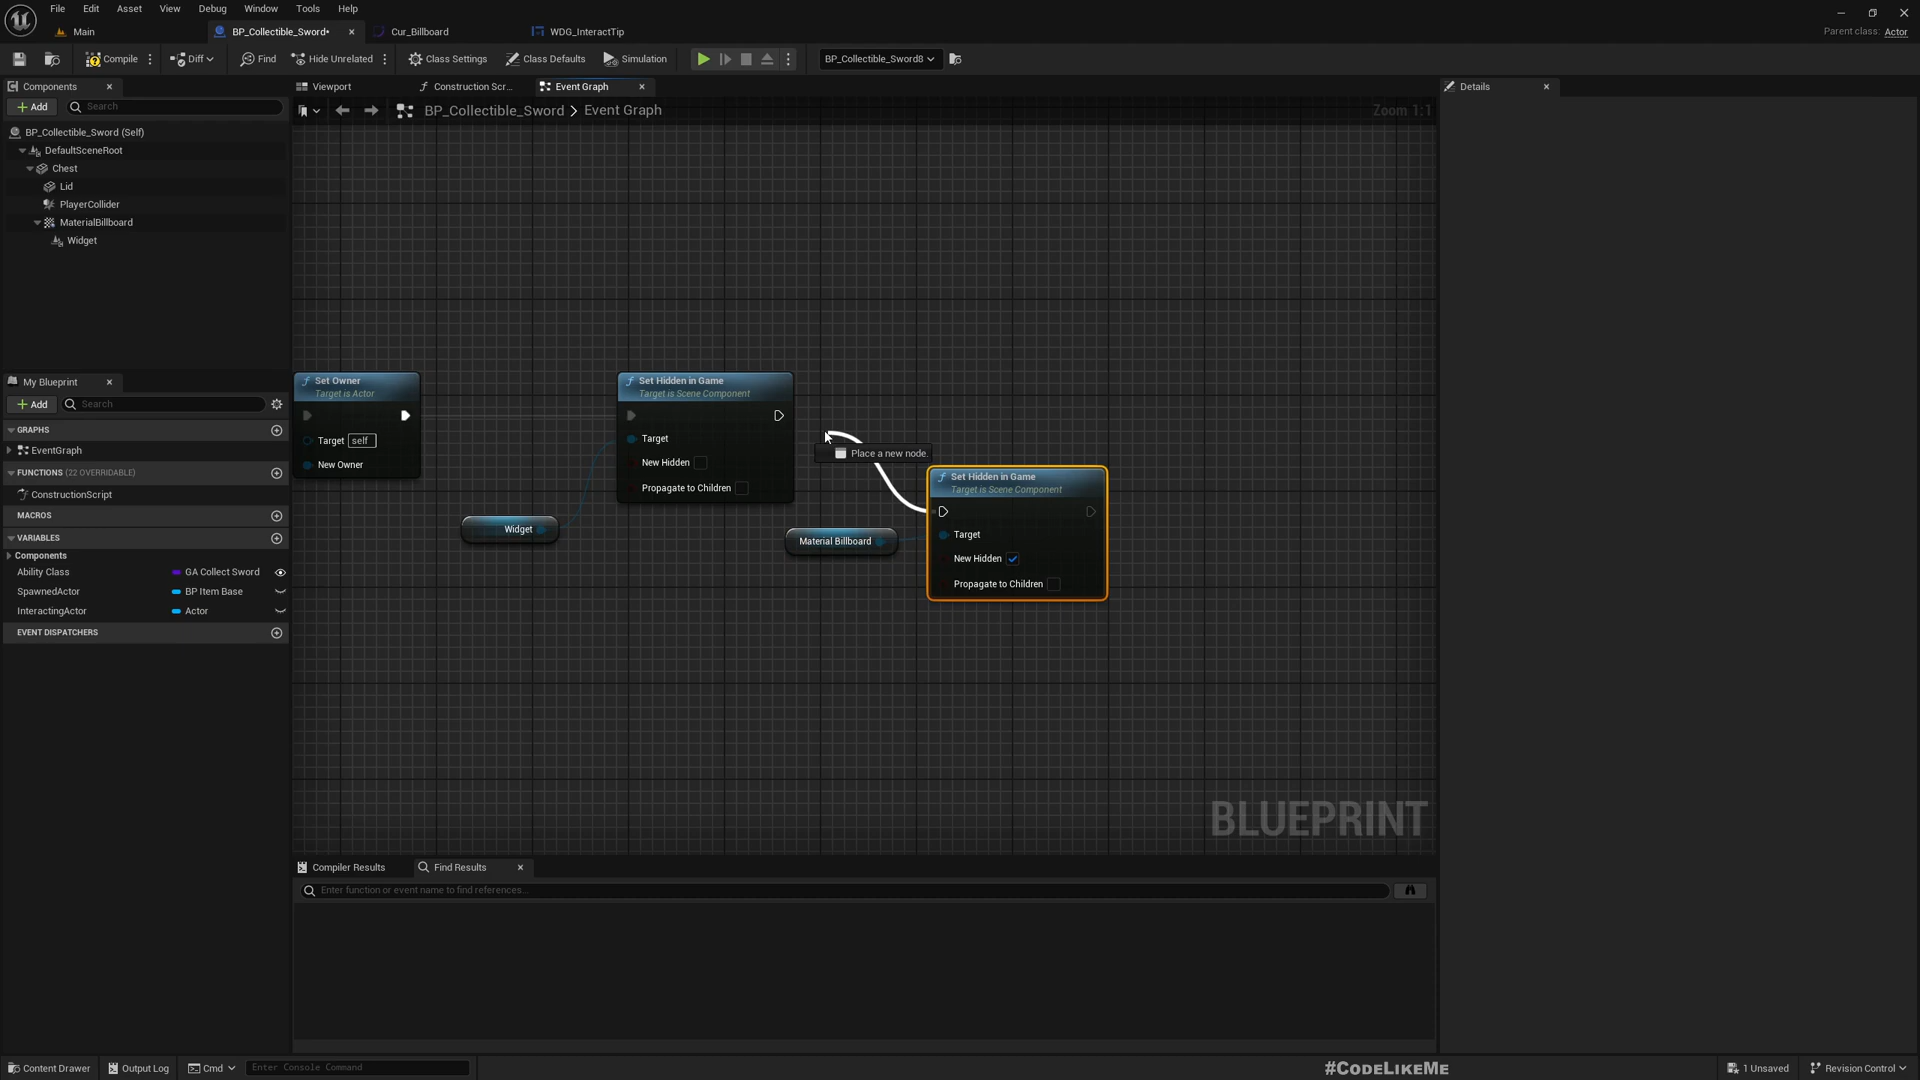 File Edit Asset View Window Tools Debug Help
Main BP_Collectible_Sword* Cur_Billboard WDG_InteractTip
Parent class: Actor
Compile Diff Find Hide Unrelated Class Settings Class Defaults Simulation BP_Collectible_Sword8
Components
Add Search
BP_Collectible_Sword (Self)
DefaultSceneRoot
Chest
Lid
PlayerCollider
MaterialBillboard
Widget
My Blueprint
Add Search
GRAPHS
EventGraph
FUNCTIONS (22 OVERRIDABLE)
ConstructionScript
MACROS
VARIABLES
Components
Ability Class GA Collect Sword
SpawnedActor BP Item Base
InteractingActor Actor
EVENT DISPATCHERS
Viewport Construction Scr... Event Graph
BP_Collectible_Sword > Event Graph
Zoom 1:1
Set Owner
Target is Actor
Target self
New Owner
Set Hidden in Game
Target is Scene Component
Target
New Hidden
Propagate to Children
Widget
Place a new node.
Material Billboard
Set Hidden in Game
Target is Scene Component
Target
New Hidden
Propagate to Children
BLUEPRINT
Details
Compiler Results Find Results
Enter function or event name to find references...
Content Drawer Output Log Cmd Enter Console Command
#CodeLikeMe
1 Unsaved Revision Control